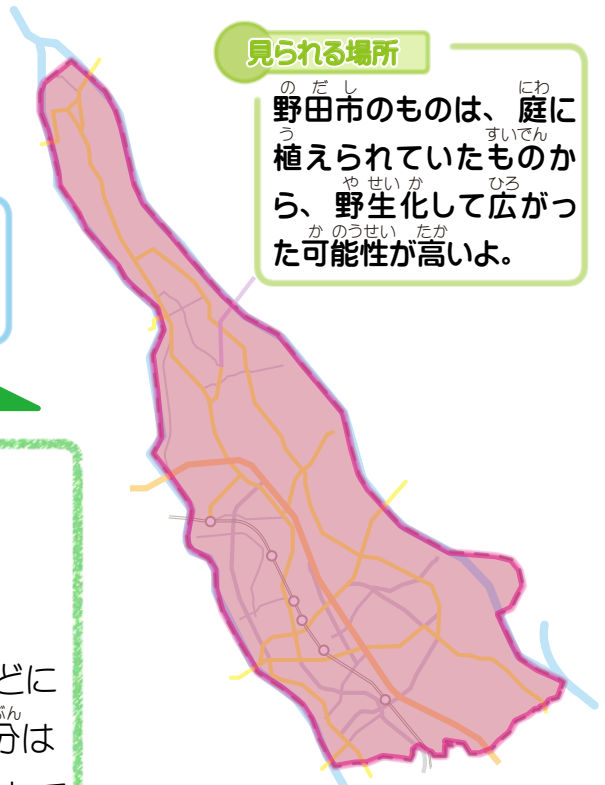 見られる場所
野田市のものは、庭に
植えられていたものか
ら、野生化して広がっ
た可能性が高いよ。
どに
分は